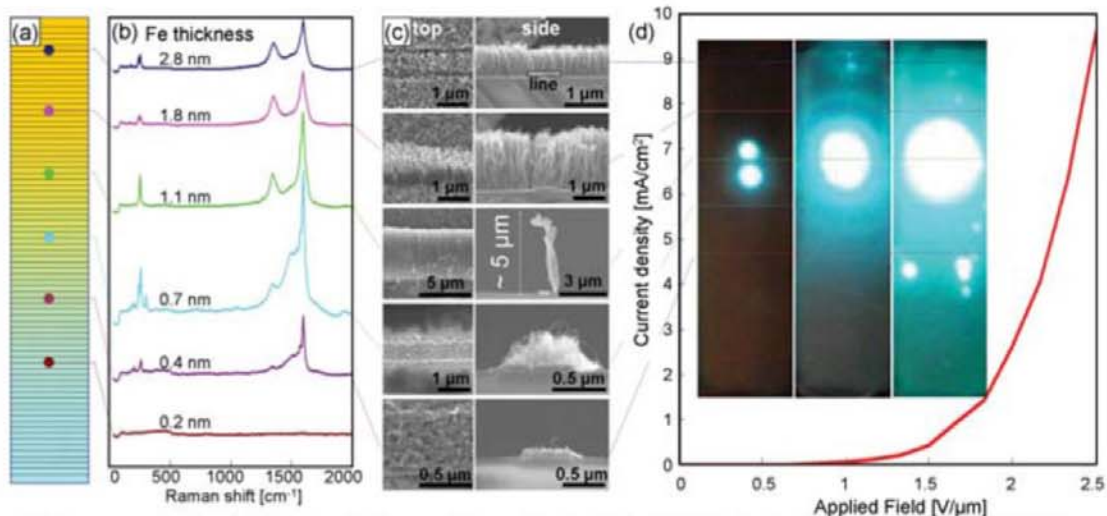 (a)
(b) Fe thickness
2.8 nm
1.8 nm
1.1 nm
0.7 nm
0.4 nm
0.2 nm
0 500 1000 1500 2000
Raman shift [cm⁻¹]
(c) top side
line
1 µm 1 µm
1 µm 1 µm
~ 5 µm
5 µm 3 µm
1 µm 0.5 µm
0.5 µm 0.5 µm
(d)
10
9
8
7
6
5
4
3
2
1
0
Current density [mA/cm²]
0 0.5 1 1.5 2 2.5
Applied Field [V/µm]